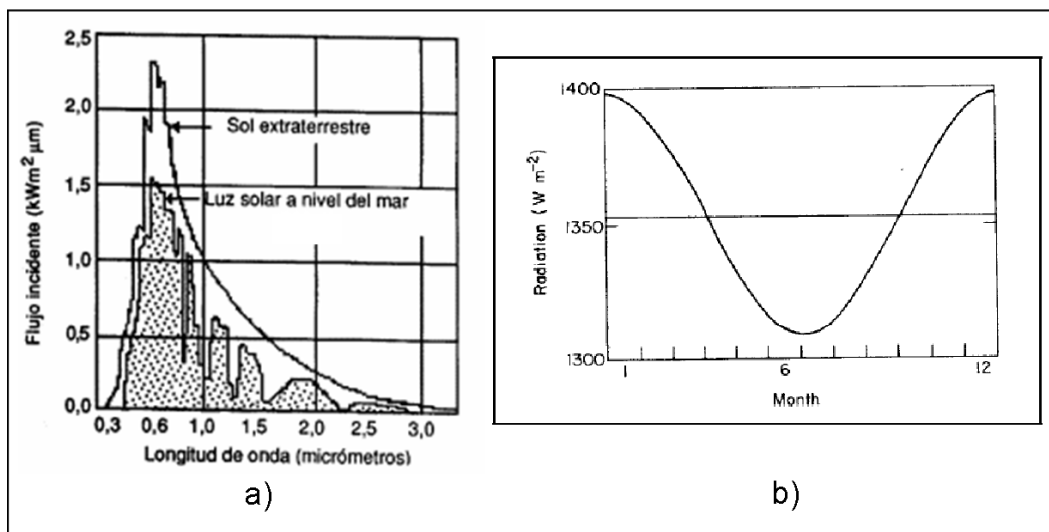 2,5
2,0
1,5
1,0
0,5
0,0
Flujo incidente (kWm² µm)
Sol extraterrestre
Luz solar a nivel del mar
0,3 0,6 1,0 1,5 2,0 2,5 3,0
Longitud de onda (micrómetros)
a)
1400
1350
1300
Radiation (W m⁻²)
1 6 12
Month
b)